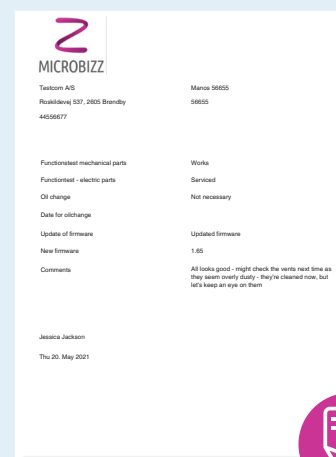 MICROBIZZ
Testcom A/S Manos 56655
Roskildevej 537, 2605 Brøndby 56655
44556677
Functionstest mechanical parts Works
Functiontest - electric parts Serviced
Oil change Not necessary
Date for oilchange
Update of firmware Updated firmware
New firmware 1.65
Comments All looks good - might check the vents next time as
they seem overly dusty - they're cleaned now, but
let's keep an eye on them
Jessica Jackson
Thu 20. May 2021